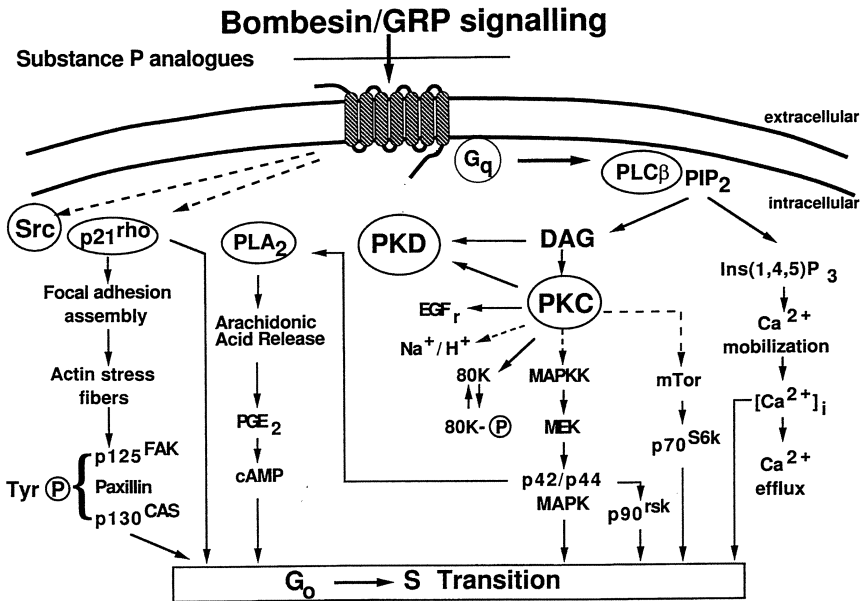 Bombesin/GRP signalling
Substance P analogues
extracellular
intracellular
Gq
PLCβ
PIP2
Src
p21rho
PLA2
PKD
DAG
PKC
Ins(1,4,5)P3
Focal adhesion
assembly
Arachidonic
Acid Release
EGFr
Na+/H+
Ca2+
mobilization
Actin stress
fibers
80K
MAPKK
mTor
PGE2
80K-P
MEK
p70S6k
[Ca2+]i
p125FAK
Tyr P
Paxillin
p130CAS
cAMP
p42/p44
MAPK
p90rsk
Ca2+
efflux
Go
S Transition